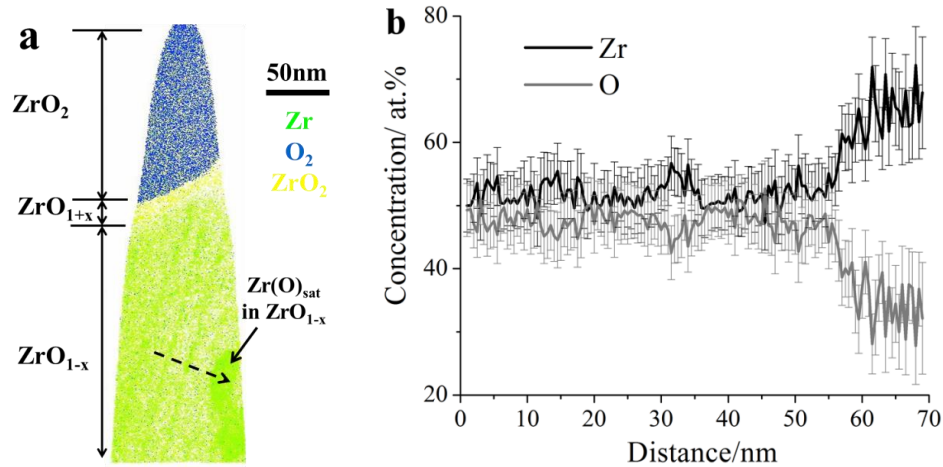 a
ZrO₂
ZrO₁₊ₓ
ZrO₁₋ₓ
50nm
Zr
O₂
ZrO₂
Zr(O)sat
in ZrO₁₋ₓ
b
Concentration/ at.%
80
60
40
20
Zr
O
0 10 20 30 40 50 60 70
Distance/nm